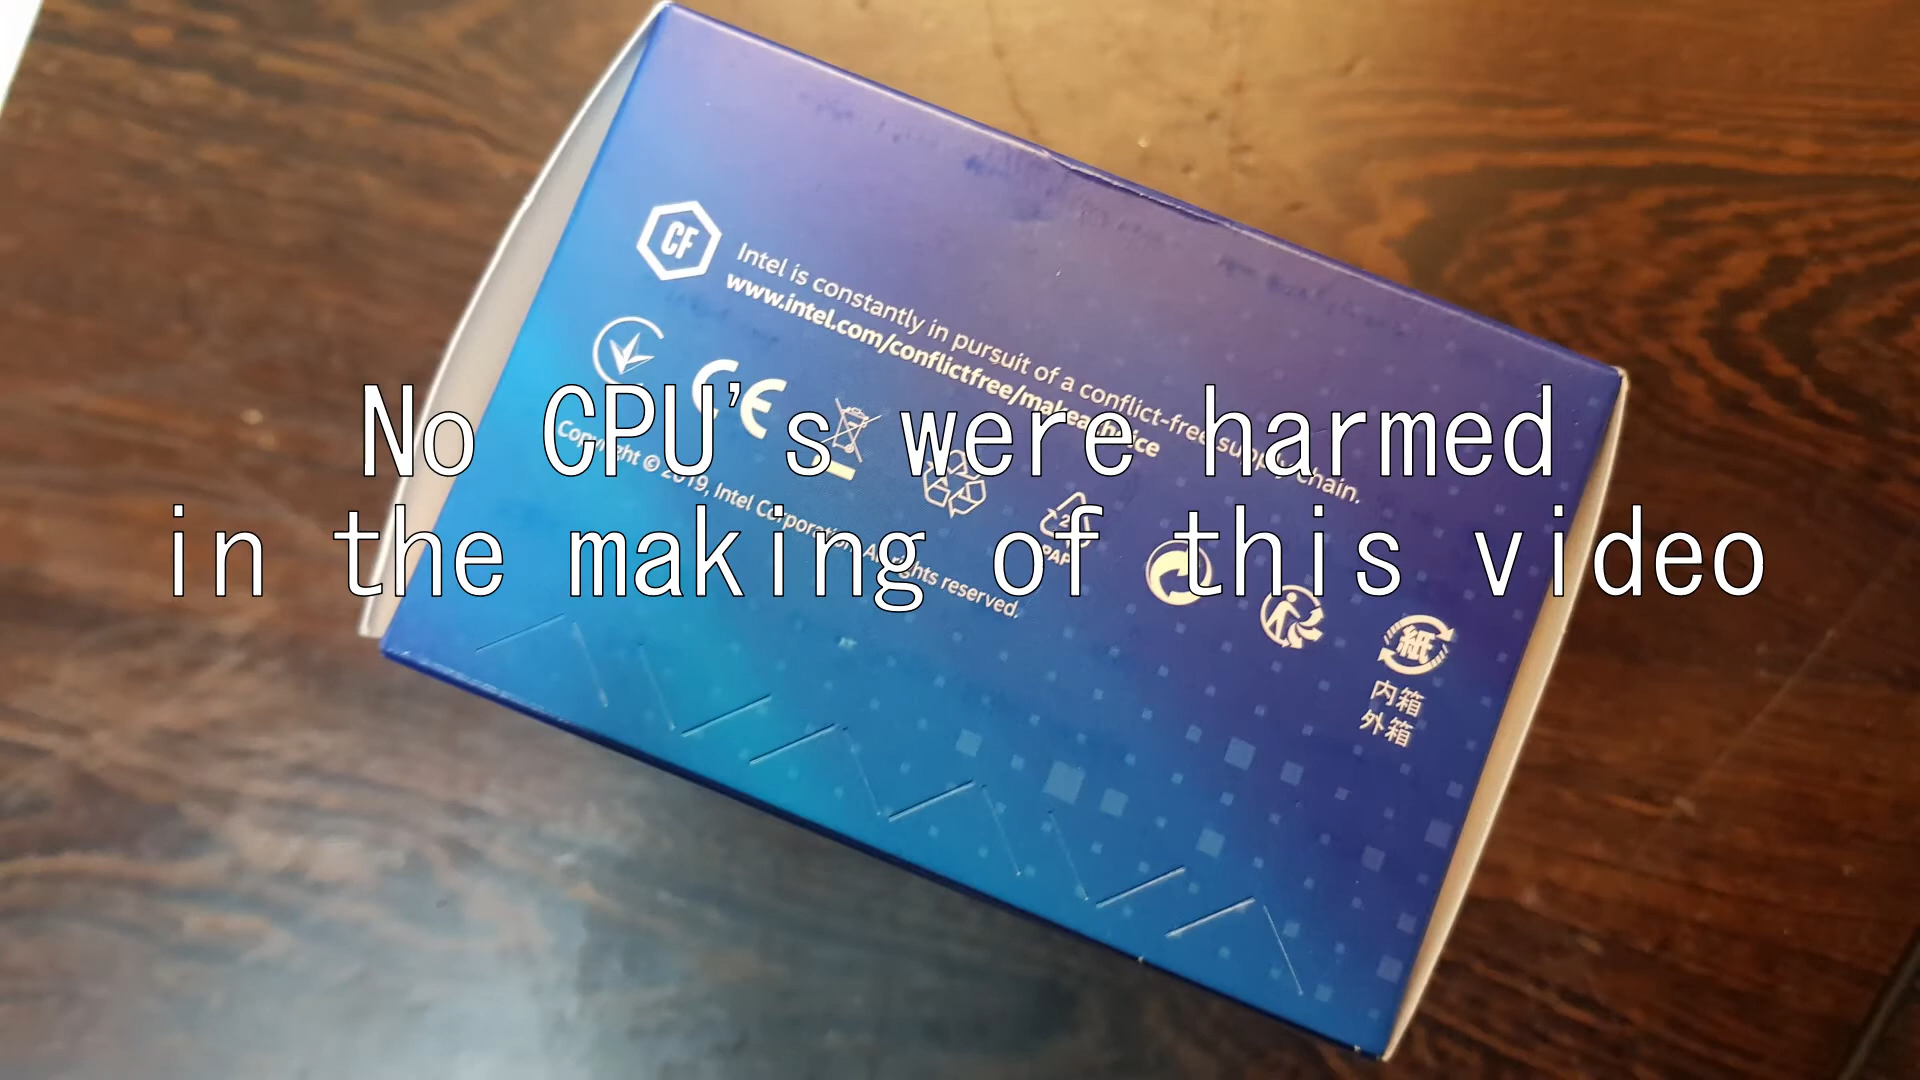 CF
Intel is constantly in pursuit of a conflict-free supply chain.
www.intel.com/conflictfree/makeachoice
CE
No CPU's were harmed
in the making of this video
Copyright © 2019, Intel Corporation. All rights reserved.
PAP
紙
内箱
外箱